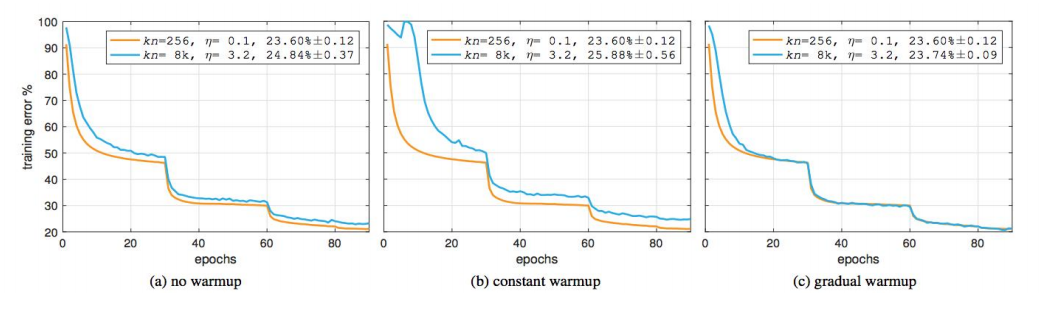 100
90
80
70
60
50
40
30
20
training error %
kn=256, η= 0.1, 23.60%±0.12
kn= 8k, η= 3.2, 24.84%±0.37
0 20 40 60 80
epochs
(a) no warmup
kn=256, η= 0.1, 23.60%±0.12
kn= 8k, η= 3.2, 25.88%±0.56
0 20 40 60 80
epochs
(b) constant warmup
kn=256, η= 0.1, 23.60%±0.12
kn= 8k, η= 3.2, 23.74%±0.09
0 20 40 60 80
epochs
(c) gradual warmup